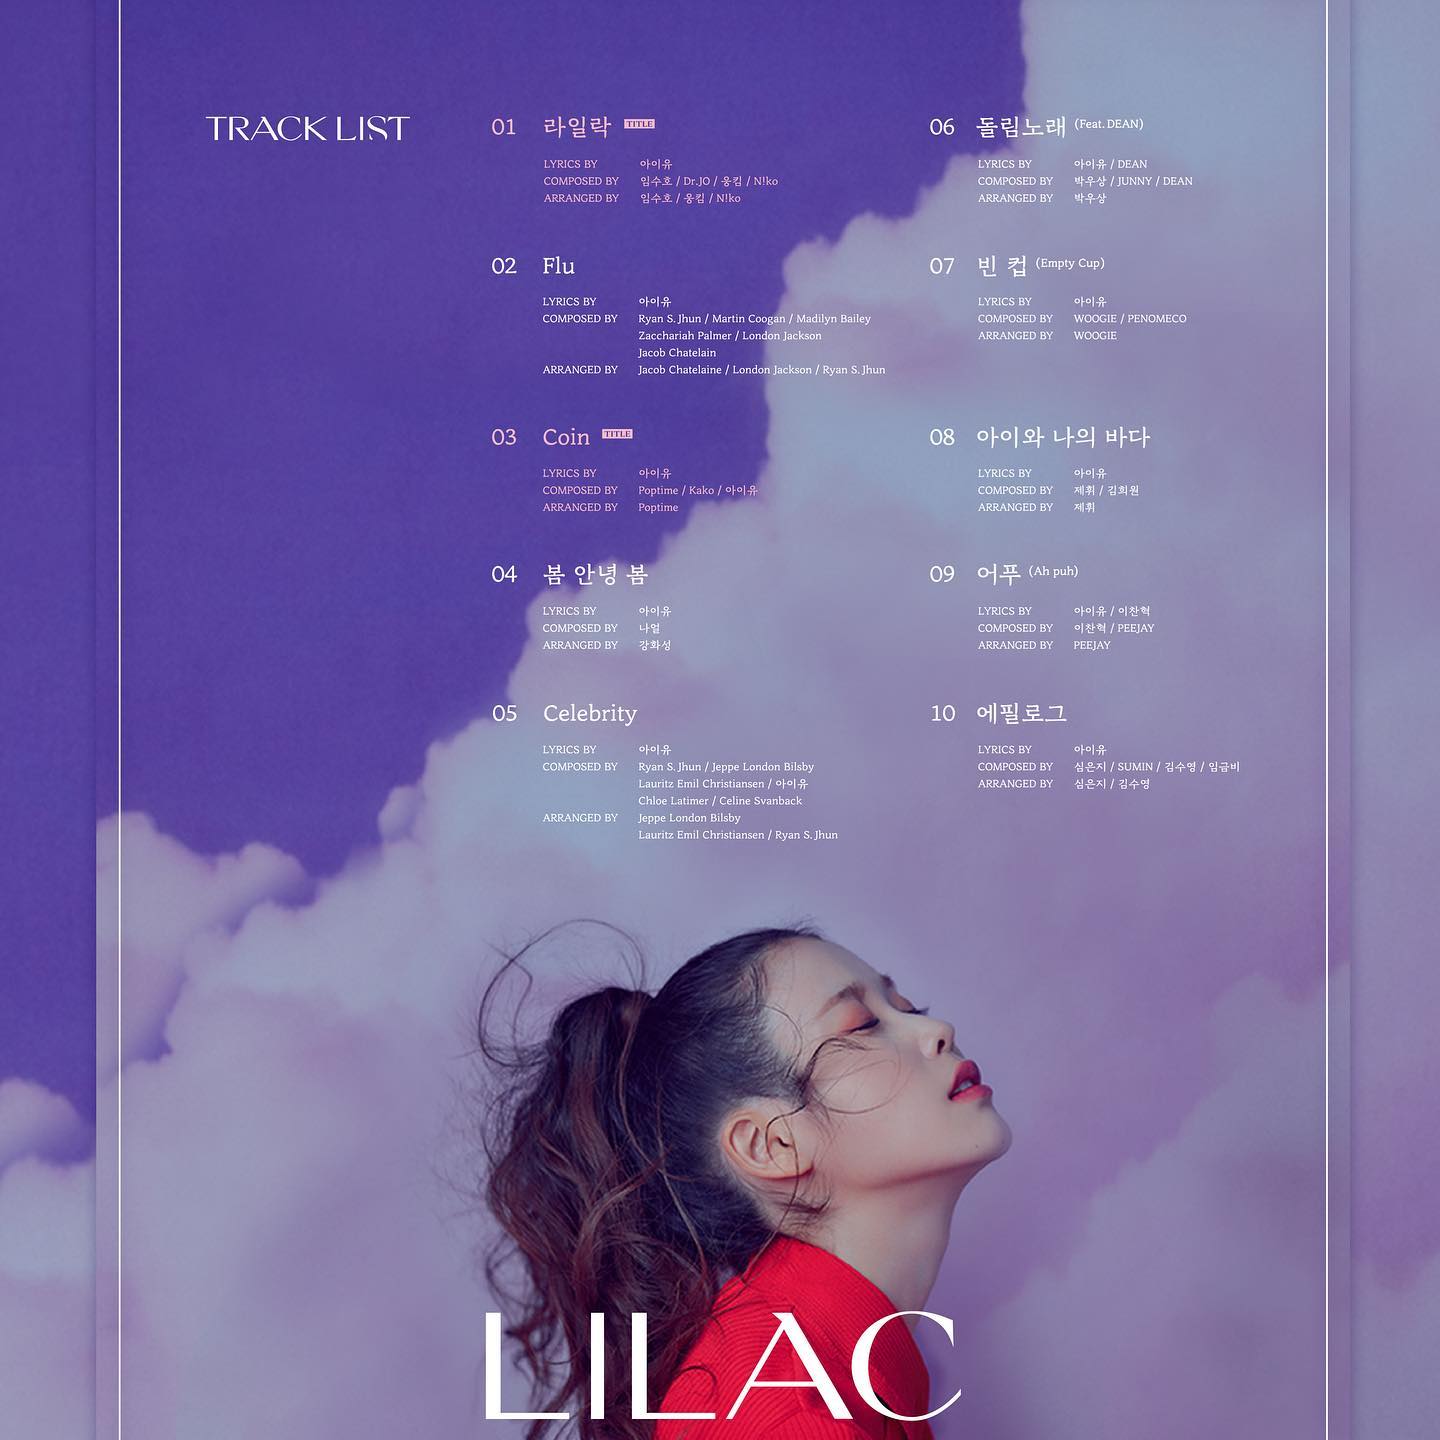 TRACK LIST
01 라일락 TITLE
LYRICS BY 아이유
COMPOSED BY 임수호 / Dr.JO / 웅킴 / N!ko
ARRANGED BY 임수호 / 웅킴 / N!ko
02 Flu
LYRICS BY 아이유
COMPOSED BY Ryan S. Jhun / Martin Coogan / Madilyn Bailey
Zacchariah Palmer / London Jackson
Jacob Chatelain
ARRANGED BY Jacob Chatelaine / London Jackson / Ryan S. Jhun
03 Coin TITLE
LYRICS BY 아이유
COMPOSED BY Poptime / Kako / 아이유
ARRANGED BY Poptime
04 봄 안녕 봄
LYRICS BY 아이유
COMPOSED BY 나얼
ARRANGED BY 강화성
05 Celebrity
LYRICS BY 아이유
COMPOSED BY Ryan S. Jhun / Jeppe London Bilsby
Lauritz Emil Christiansen / 아이유
Chloe Latimer / Celine Svanback
ARRANGED BY Jeppe London Bilsby
Lauritz Emil Christiansen / Ryan S. Jhun
06 돌림노래 (Feat. DEAN)
LYRICS BY 아이유 / DEAN
COMPOSED BY 박우상 / JUNNY / DEAN
ARRANGED BY 박우상
07 빈 컵 (Empty Cup)
LYRICS BY 아이유
COMPOSED BY WOOGIE / PENOMECO
ARRANGED BY WOOGIE
08 아이와 나의 바다
LYRICS BY 아이유
COMPOSED BY 제휘 / 김희원
ARRANGED BY 제휘
09 어푸 (Ah puh)
LYRICS BY 아이유 / 이찬혁
COMPOSED BY 이찬혁 / PEEJAY
ARRANGED BY PEEJAY
10 에필로그
LYRICS BY 아이유
COMPOSED BY 심은지 / SUMIN / 김수영 / 임금비
ARRANGED BY 심은지 / 김수영
LILAC